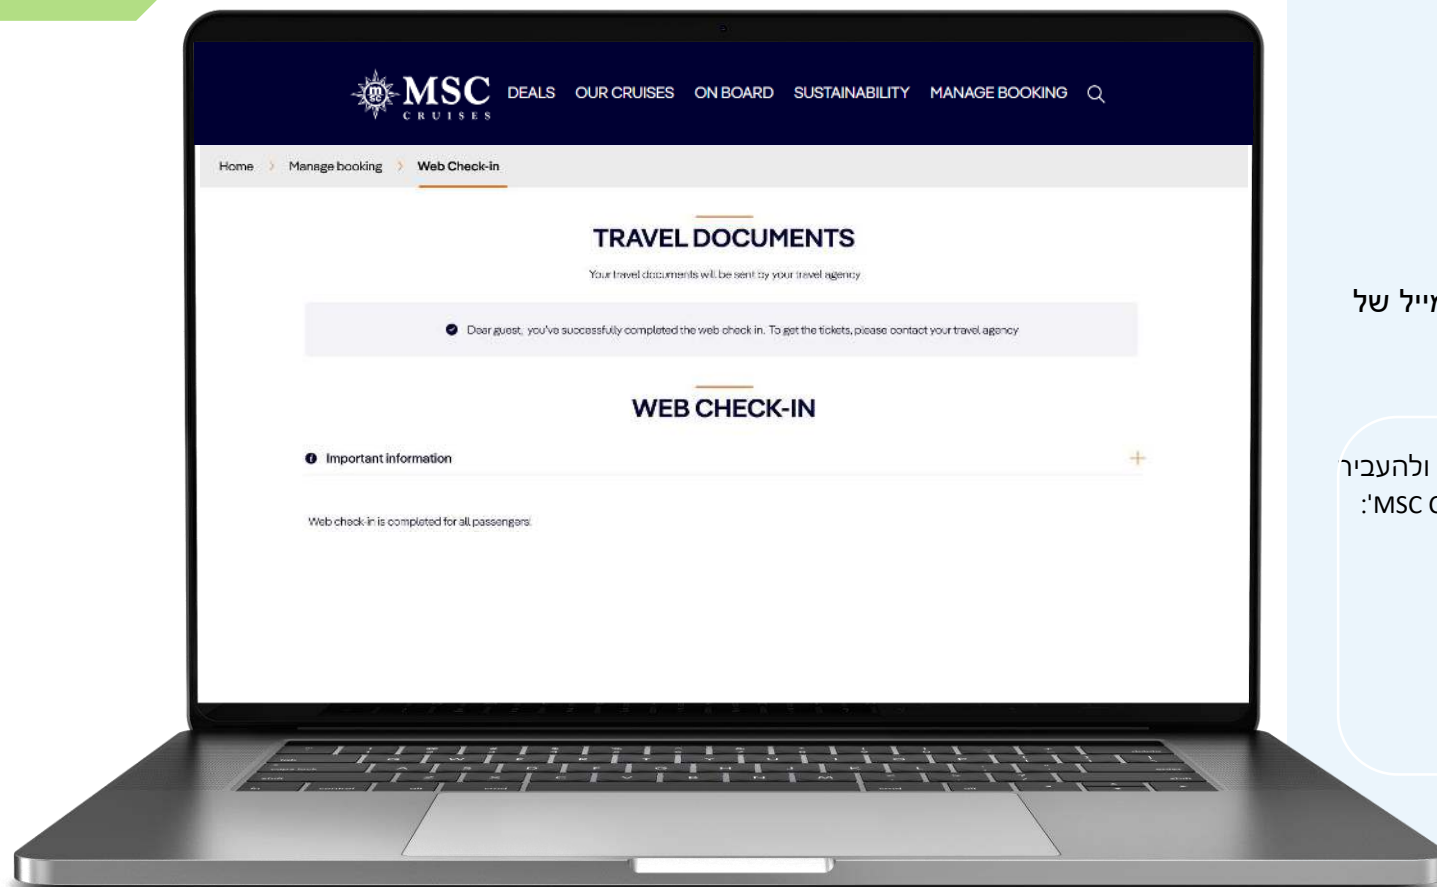 MSC
CRUISES
DEALS OUR CRUISES ON BOARD SUSTAINABILITY MANAGE BOOKING
Home > Manage booking > Web Check-in
TRAVEL DOCUMENTS
Your travel documents will be sent by your travel agency
Dear guest, you've successfully completed the web check in. To get the tickets, please contact your travel agency
WEB CHECK-IN
Important information
Web check-in is completed for all passengers!
של
ולהעביר
:'MSC